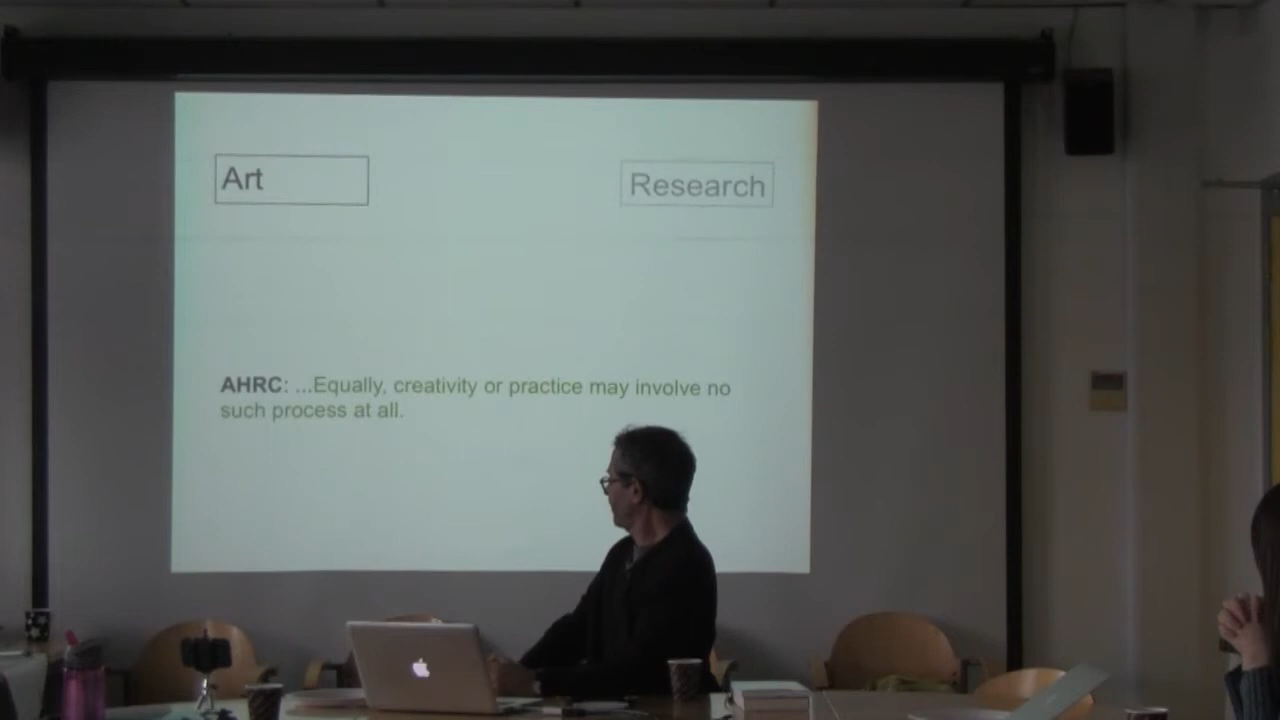 Art
Research
AHRC: ...Equally, creativity or practice may involve no
such process at all.